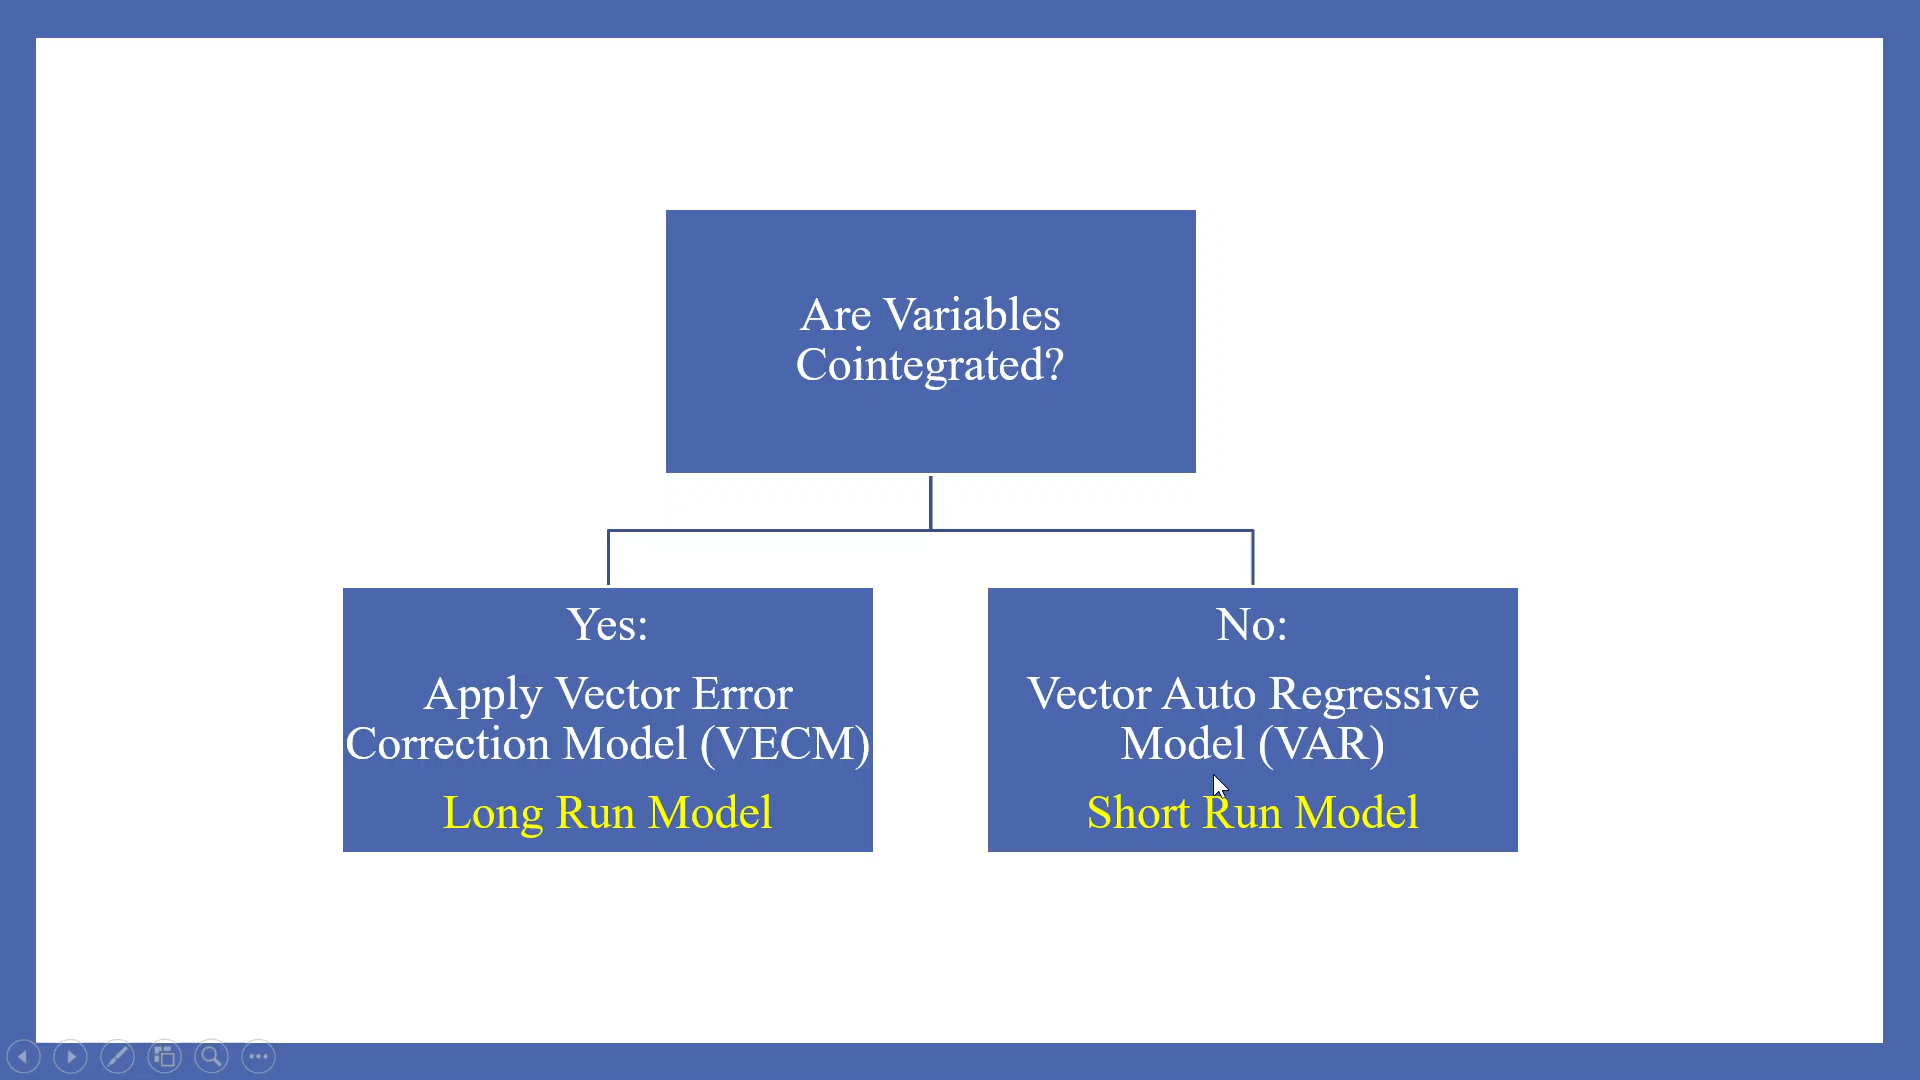 Are Variables
Cointegrated?
Yes:
Apply Vector Error
Correction Model (VECM)
Long Run Model
No:
Vector Auto Regressive
Model (VAR)
Short Run Model